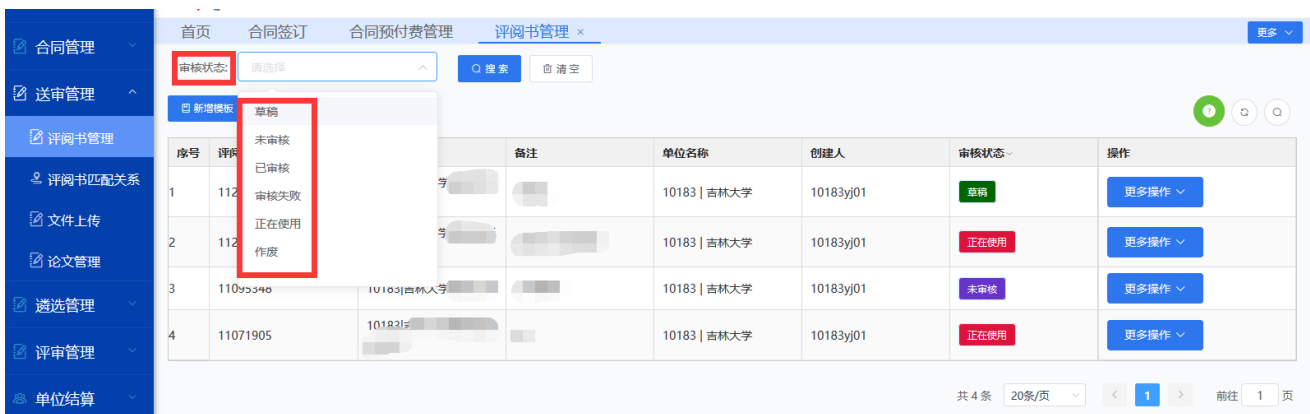 首页 合同签订 合同预付费管理 评阅书管理 × 更多
合同管理
审核状态: 请选择 搜索 清空
送审管理
新增模板
草稿
未审核
已审核
审核失败
正在使用
作废
评阅书管理
评阅书匹配关系
文件上传
论文管理
遴选管理
评审管理
单位结算
序号 备注 单位名称 创建人 审核状态 操作
1 112 10183 | 吉林大学 10183yj01 草稿 更多操作
2 112 10183 | 吉林大学 10183yj01 正在使用 更多操作
3 11095348 10183|吉林大学 10183 | 吉林大学 10183yj01 未审核 更多操作
4 11071905 10183 10183 | 吉林大学 10183yj01 正在使用 更多操作
共 4 条 20条/页 1 前往 1 页